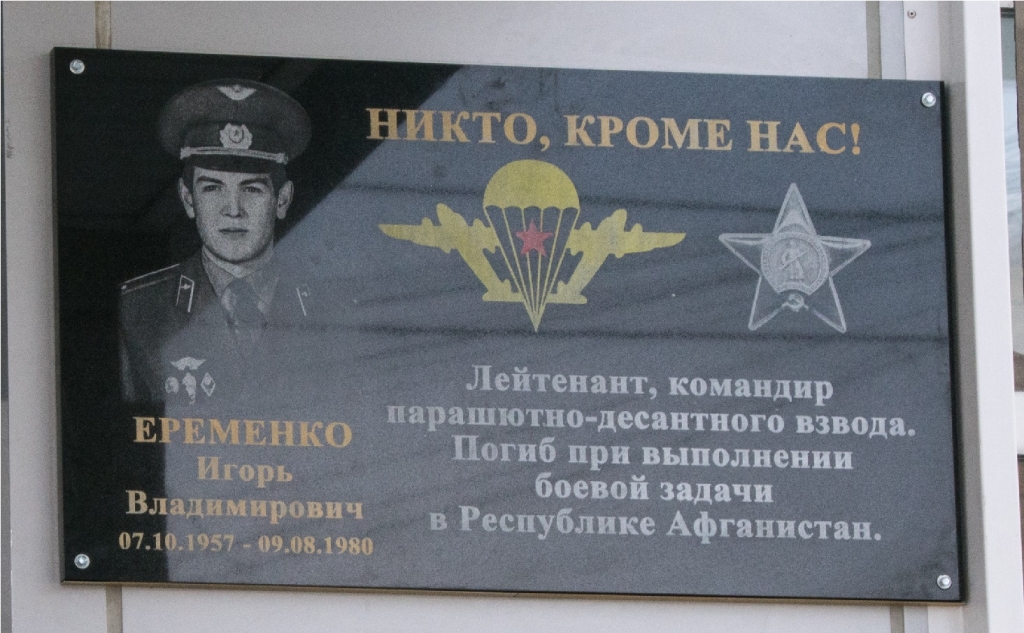 НИКТО, КРОМЕ НАС!
ЕРЕМЕНКО
Игорь
Владимирович
07.10.1957 - 09.08.1980
Лейтенант, командир
парашютно-десантного взвода.
Погиб при выполнении
боевой задачи
в Республике Афганистан.